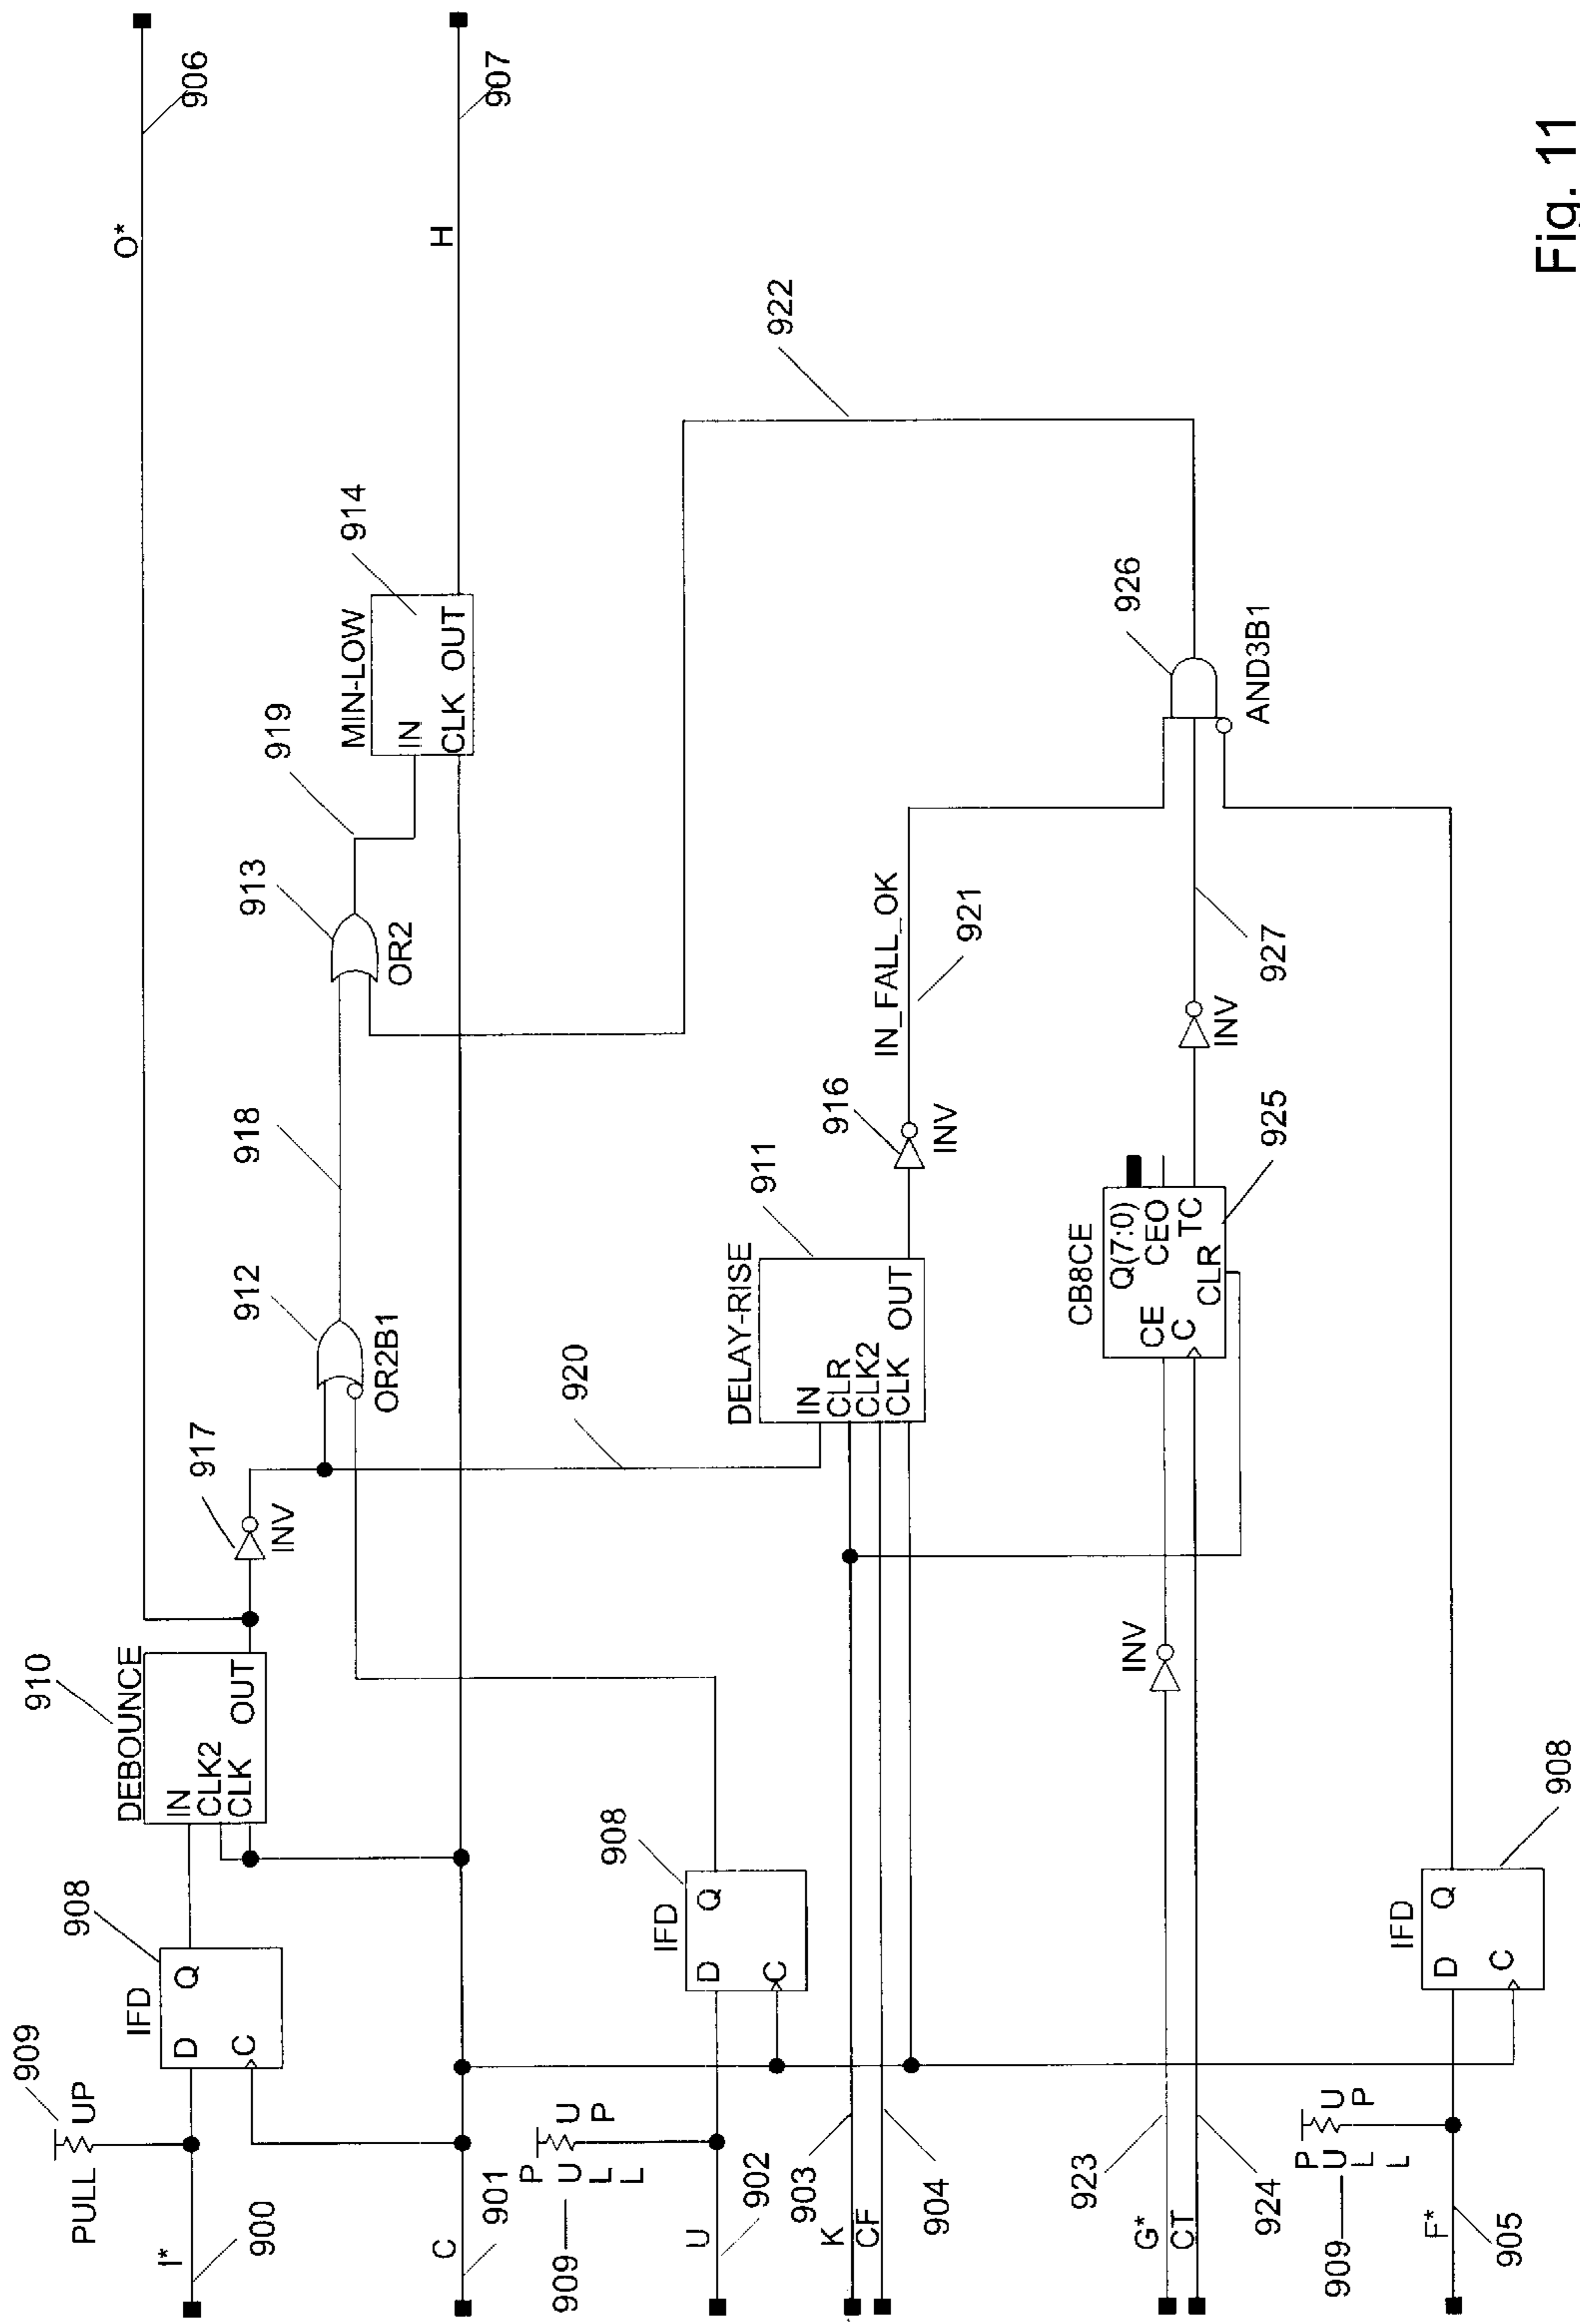 I*
900
PULL UP
909
IFD
D Q
C
908
DEBOUNCE
IN
CLK2
CLK OUT
910
INV
917
O*
906
C
901
OR2B1
912
918
OR2
913
919
MIN-LOW
IN
CLK OUT
914
H
907
U
902
PULL
UP
909
IFD
D Q
C
908
920
922
K
903
CF
904
DELAY-RISE
IN
CLR
CLK2
CLK OUT
911
916
INV
IN_FALL_OK
921
G*
923
CT
924
INV
CB8CE
Q(7:0)
CE CEO
C TC
CLR
925
INV
927
926
AND3B1
F*
905
PULL
UP
909
IFD
D Q
C
908
Fig. 11